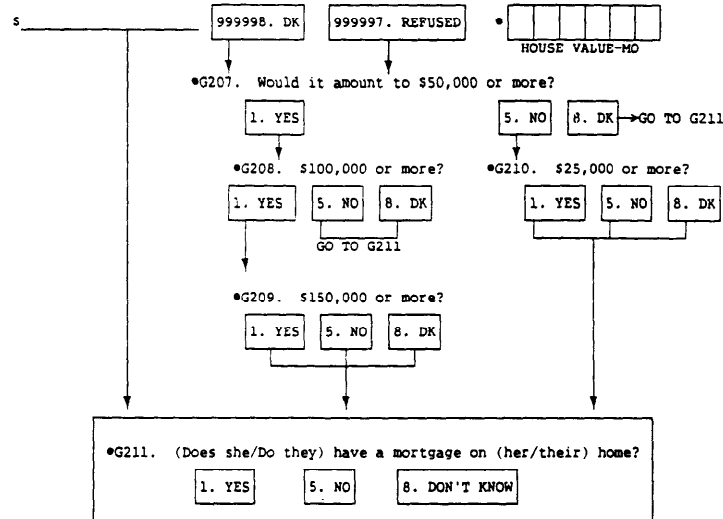 S 999998. DK 999997. REFUSED •
HOUSE VALUE-MO
•G207. Would it amount to $50,000 or more?
1. YES 5. NO 8. DK →GO TO G211
•G208. $100,000 or more? •G210. $25,000 or more?
1. YES 5. NO 8. DK 1. YES 5. NO 8. DK
GO TO G211
•G209. $150,000 or more?
1. YES 5. NO 8. DK
•G211. (Does she/Do they) have a mortgage on (her/their) home?
1. YES 5. NO 8. DON'T KNOW